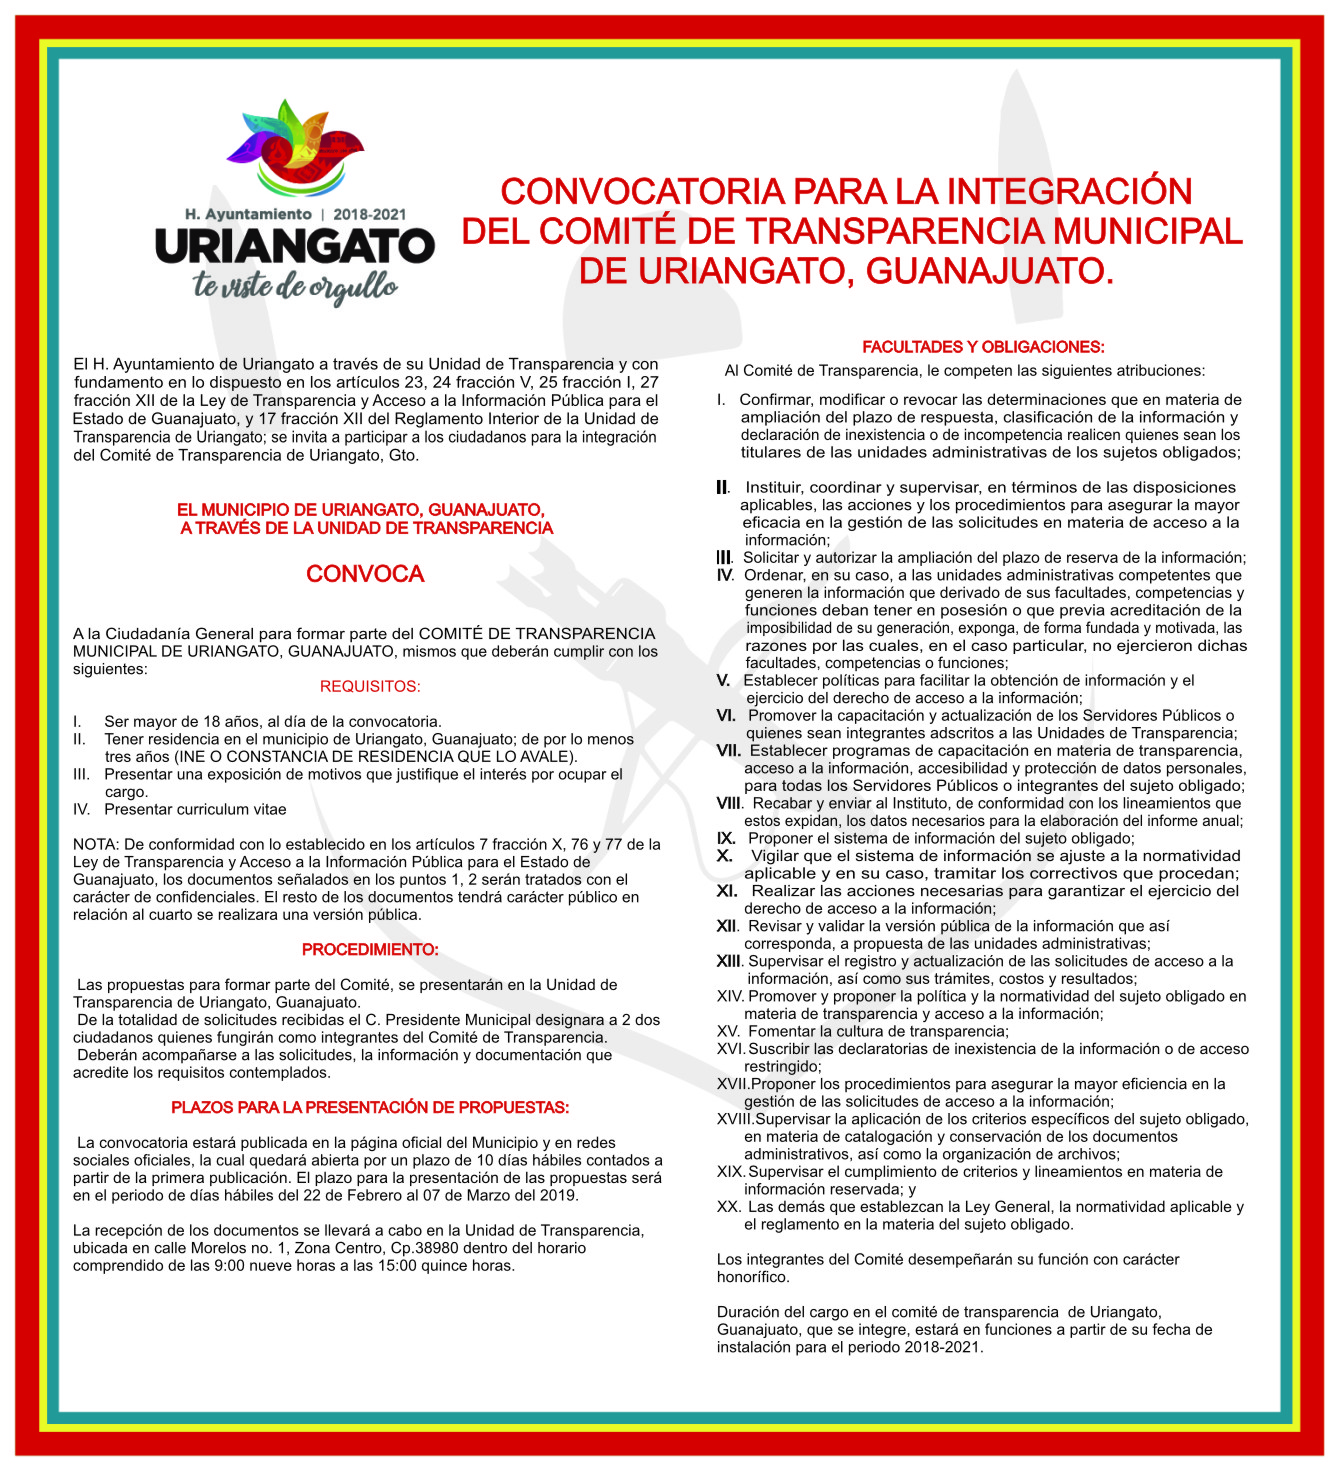 H. Ayuntamiento | 2018-2021
URIANGATO
te viste de orgullo
CONVOCATORIA PARA LA INTEGRACIÓN
DEL COMITÉ DE TRANSPARENCIA MUNICIPAL
DE URIANGATO, GUANAJUATO.
El H. Ayuntamiento de Uriangato a través de su Unidad de Transparencia y con
fundamento en lo dispuesto en los artículos 23, 24 fracción V, 25 fracción I, 27
fracción XII de la Ley de Transparencia y Acceso a la Información Pública para el
Estado de Guanajuato, y 17 fracción XII del Reglamento Interior de la Unidad de
Transparencia de Uriangato; se invita a participar a los ciudadanos para la integración
del Comité de Transparencia de Uriangato, Gto.
EL MUNICIPIO DE URIANGATO, GUANAJUATO,
A TRAVÉS DE LA UNIDAD DE TRANSPARENCIA
CONVOCA
A la Ciudadanía General para formar parte del COMITÉ DE TRANSPARENCIA
MUNICIPAL DE URIANGATO, GUANAJUATO, mismos que deberán cumplir con los
siguientes:
REQUISITOS:
I. Ser mayor de 18 años, al día de la convocatoria.
II. Tener residencia en el municipio de Uriangato, Guanajuato; de por lo menos
tres años (INE O CONSTANCIA DE RESIDENCIA QUE LO AVALE).
III. Presentar una exposición de motivos que justifique el interés por ocupar el
cargo.
IV. Presentar curriculum vitae
NOTA: De conformidad con lo establecido en los artículos 7 fracción X, 76 y 77 de la
Ley de Transparencia y Acceso a la Información Pública para el Estado de
Guanajuato, los documentos señalados en los puntos 1, 2 serán tratados con el
carácter de confidenciales. El resto de los documentos tendrá carácter público en
relación al cuarto se realizara una versión pública.
PROCEDIMIENTO:
Las propuestas para formar parte del Comité, se presentarán en la Unidad de
Transparencia de Uriangato, Guanajuato.
De la totalidad de solicitudes recibidas el C. Presidente Municipal designara a 2 dos
ciudadanos quienes fungirán como integrantes del Comité de Transparencia.
Deberán acompañarse a las solicitudes, la información y documentación que
acredite los requisitos contemplados.
PLAZOS PARA LA PRESENTACIÓN DE PROPUESTAS:
La convocatoria estará publicada en la página oficial del Municipio y en redes
sociales oficiales, la cual quedará abierta por un plazo de 10 días hábiles contados a
partir de la primera publicación. El plazo para la presentación de las propuestas será
en el periodo de días hábiles del 22 de Febrero al 07 de Marzo del 2019.
La recepción de los documentos se llevará a cabo en la Unidad de Transparencia,
ubicada en calle Morelos no. 1, Zona Centro, Cp.38980 dentro del horario
comprendido de las 9:00 nueve horas a las 15:00 quince horas.
FACULTADES Y OBLIGACIONES:
Al Comité de Transparencia, le competen las siguientes atribuciones:
I. Confirmar, modificar o revocar las determinaciones que en materia de
ampliación del plazo de respuesta, clasificación de la información y
declaración de inexistencia o de incompetencia realicen quienes sean los
titulares de las unidades administrativas de los sujetos obligados;
II. Instituir, coordinar y supervisar, en términos de las disposiciones
aplicables, las acciones y los procedimientos para asegurar la mayor
eficacia en la gestión de las solicitudes en materia de acceso a la
información;
III. Solicitar y autorizar la ampliación del plazo de reserva de la información;
IV. Ordenar, en su caso, a las unidades administrativas competentes que
generen la información que derivado de sus facultades, competencias y
funciones deban tener en posesión o que previa acreditación de la
imposibilidad de su generación, exponga, de forma fundada y motivada, las
razones por las cuales, en el caso particular, no ejercieron dichas
facultades, competencias o funciones;
V. Establecer políticas para facilitar la obtención de información y el
ejercicio del derecho de acceso a la información;
VI. Promover la capacitación y actualización de los Servidores Públicos o
quienes sean integrantes adscritos a las Unidades de Transparencia;
VII. Establecer programas de capacitación en materia de transparencia,
acceso a la información, accesibilidad y protección de datos personales,
para todas los Servidores Públicos o integrantes del sujeto obligado;
VIII. Recabar y enviar al Instituto, de conformidad con los lineamientos que
estos expidan, los datos necesarios para la elaboración del informe anual;
IX. Proponer el sistema de información del sujeto obligado;
X. Vigilar que el sistema de información se ajuste a la normatividad
aplicable y en su caso, tramitar los correctivos que procedan;
XI. Realizar las acciones necesarias para garantizar el ejercicio del
derecho de acceso a la información;
XII. Revisar y validar la versión pública de la información que así
corresponda, a propuesta de las unidades administrativas;
XIII. Supervisar el registro y actualización de las solicitudes de acceso a la
información, así como sus trámites, costos y resultados;
XIV. Promover y proponer la política y la normatividad del sujeto obligado en
materia de transparencia y acceso a la información;
XV. Fomentar la cultura de transparencia;
XVI. Suscribir las declaratorias de inexistencia de la información o de acceso
restringido;
XVII.Proponer los procedimientos para asegurar la mayor eficiencia en la
gestión de las solicitudes de acceso a la información;
XVIII.Supervisar la aplicación de los criterios específicos del sujeto obligado,
en materia de catalogación y conservación de los documentos
administrativos, así como la organización de archivos;
XIX. Supervisar el cumplimiento de criterios y lineamientos en materia de
información reservada; y
XX. Las demás que establezcan la Ley General, la normatividad aplicable y
el reglamento en la materia del sujeto obligado.
Los integrantes del Comité desempeñarán su función con carácter
honorífico.
Duración del cargo en el comité de transparencia de Uriangato,
Guanajuato, que se integre, estará en funciones a partir de su fecha de
instalación para el periodo 2018-2021.